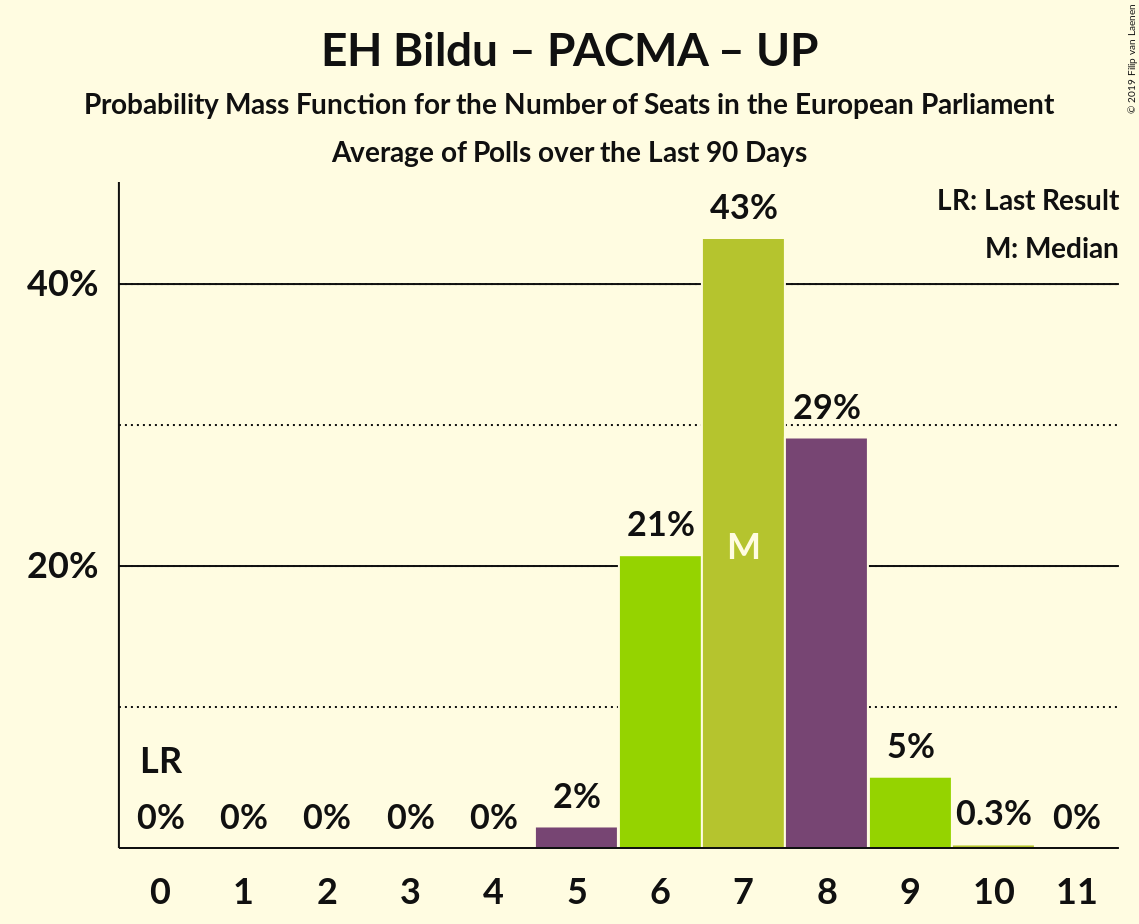 EH Bildu – PACMA – UP
Probability Mass Function for the Number of Seats in the European Parliament
Average of Polls over the Last 90 Days
© 2019 Filip van Laenen
LR: Last Result
M: Median
43%
40%
29%
21%
M
20%
LR
5%
2%
0% 0% 0% 0% 0% 0.3% 0%
0 1 2 3 4 5 6 7 8 9 10 11